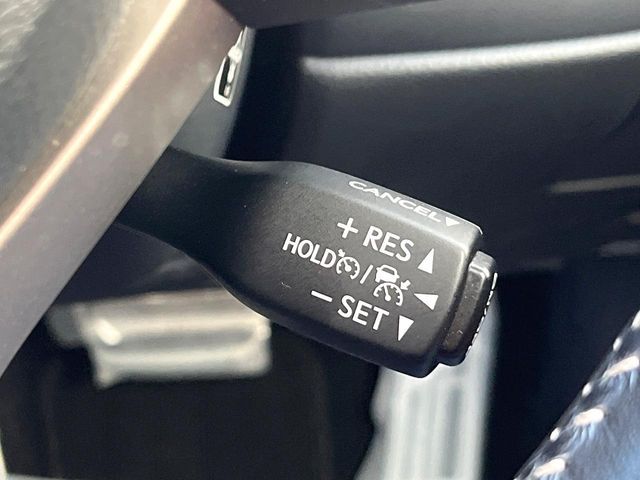 CANCEL
+ RES
HOLD /
− SET